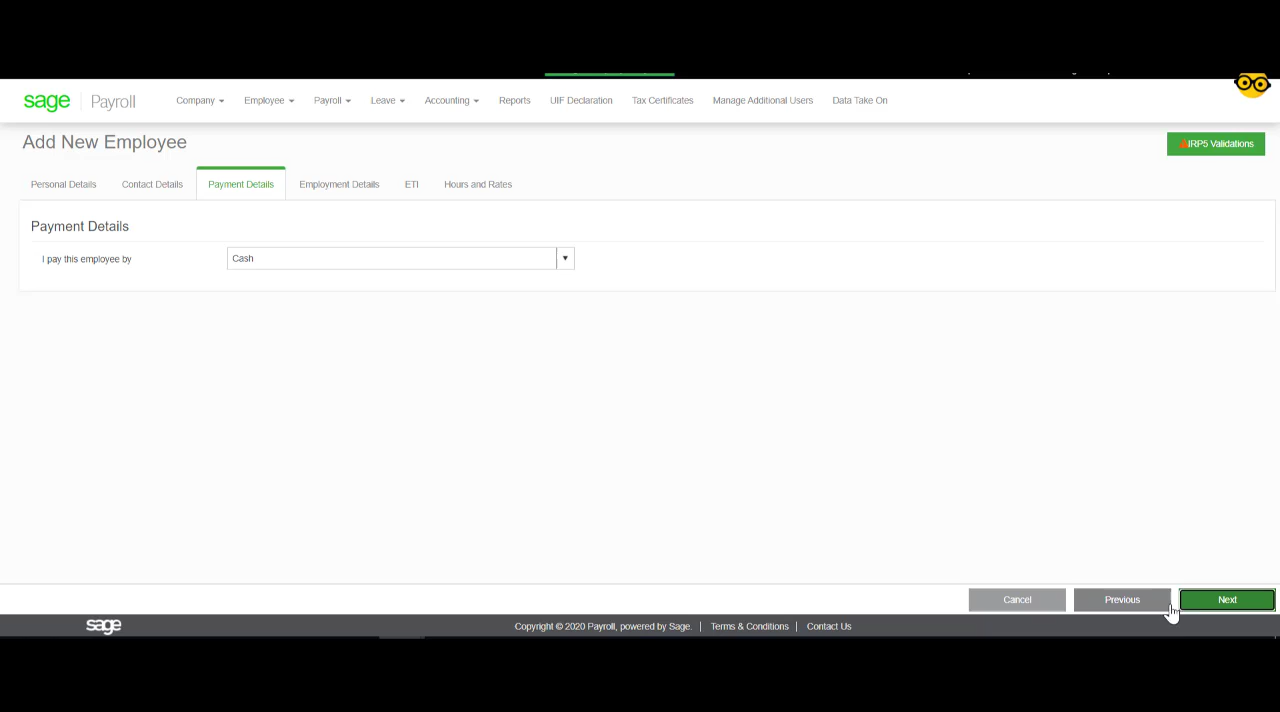 sage Payroll Company Employee Payroll Leave Accounting Reports UIF Declaration Tax Certificates Manage Additional Users Data Take On
Add New Employee
IRP5 Validations
Personal Details Contact Details Payment Details Employment Details ETI Hours and Rates
Payment Details
I pay this employee by Cash
Cancel Previous Next
sage Copyright © 2020 Payroll, powered by Sage. | Terms & Conditions | Contact Us